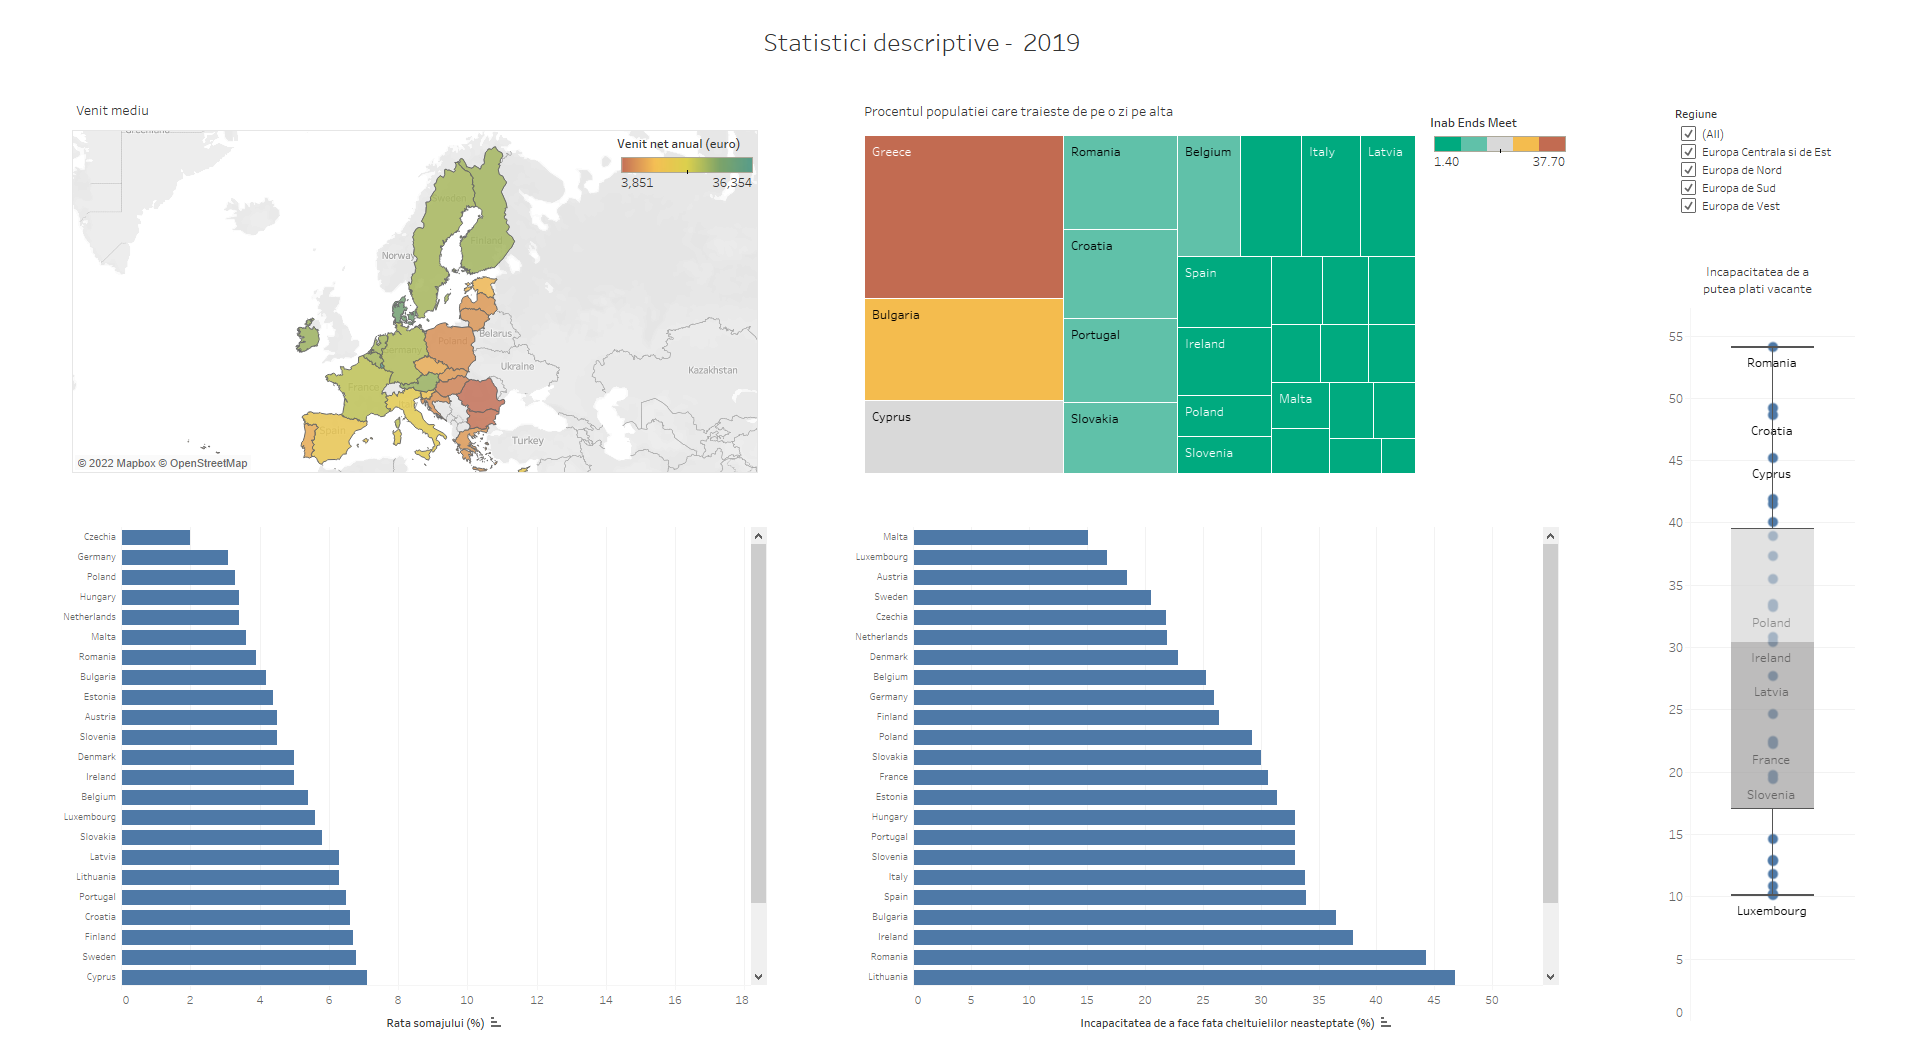 Statistici descriptive -  2019
Venit mediu
Venit net anual (euro)
3,851
36,354
Greenland
Norway
Sweden
Finland
Belarus
Poland
Germany
Ukraine
France
Kazakhstan
Spain
Turkey
© 2022 Mapbox © OpenStreetMap
Procentul populatiei care traieste de pe o zi pe alta
Greece
Bulgaria
Cyprus
Romania
Croatia
Portugal
Slovakia
Belgium
Italy
Latvia
Spain
Ireland
Poland
Slovenia
Malta
Inab Ends Meet
1.40
37.70
Regiune
(All)
Europa Centrala si de Est
Europa de Nord
Europa de Sud
Europa de Vest
Czechia
Germany
Poland
Hungary
Netherlands
Malta
Romania
Bulgaria
Estonia
Austria
Slovenia
Denmark
Ireland
Belgium
Luxembourg
Slovakia
Latvia
Lithuania
Portugal
Croatia
Finland
Sweden
Cyprus
0 2 4 6 8 10 12 14 16 18
Rata somajului (%)
Malta
Luxembourg
Austria
Sweden
Czechia
Netherlands
Denmark
Belgium
Germany
Finland
Poland
Slovakia
France
Estonia
Hungary
Portugal
Slovenia
Italy
Spain
Bulgaria
Ireland
Romania
Lithuania
0 5 10 15 20 25 30 35 40 45 50
Incapacitatea de a face fata cheltuielilor neasteptate (%)
Incapacitatea de a
putea plati vacante
55
50
45
40
35
30
25
20
15
10
5
0
Romania
Croatia
Cyprus
Poland
Ireland
Latvia
France
Slovenia
Luxembourg